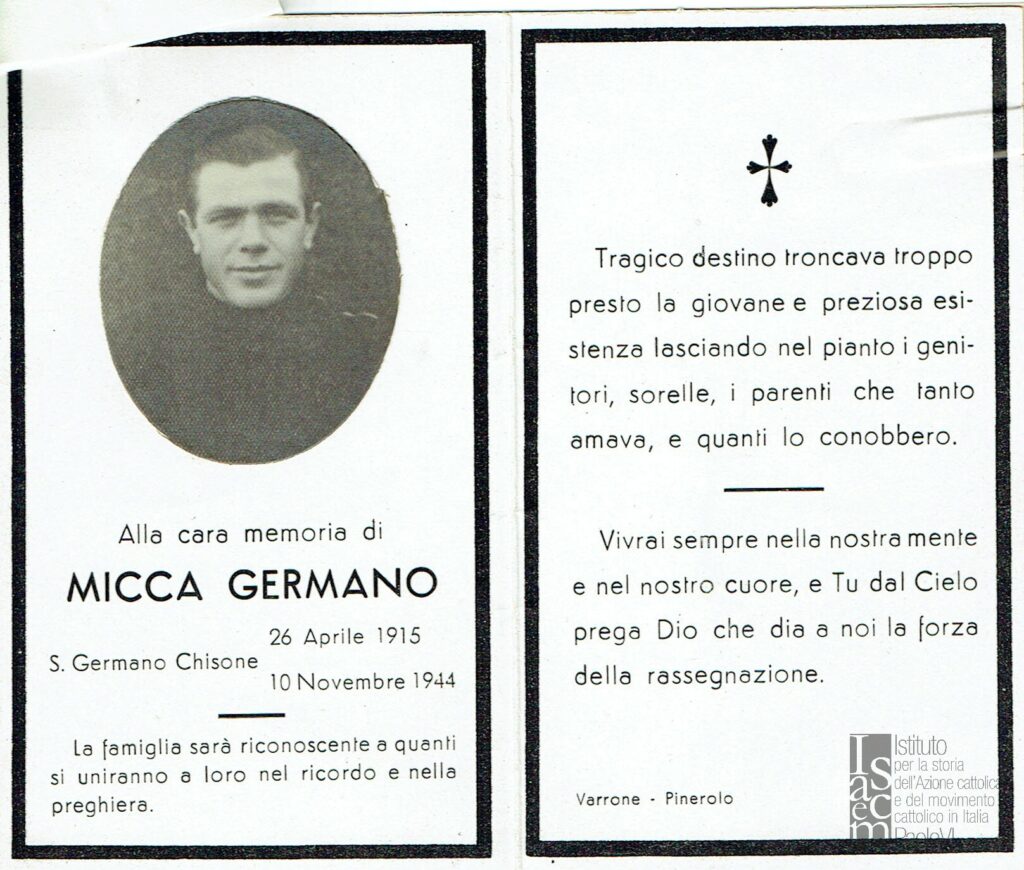 Alla cara memoria di
MICCA GERMANO
26 Aprile 1915
S. Germano Chisone
10 Novembre 1944
La famiglia sarà riconoscente a quanti
si uniranno a loro nel ricordo e nella
preghiera.
Tragico destino troncava troppo
presto la giovane e preziosa esi-
stenza lasciando nel pianto i geni-
tori, sorelle, i parenti che tanto
amava, e quanti lo conobbero.
Vivrai sempre nella nostra mente
e nel nostro cuore, e Tu dal Cielo
prega Dio che dia a noi la forza
della rassegnazione.
Varrone - Pinerolo
Isacem
Istituto
per la storia
dell'Azione cattolica
e del movimento
cattolico in Italia
Paolo VI